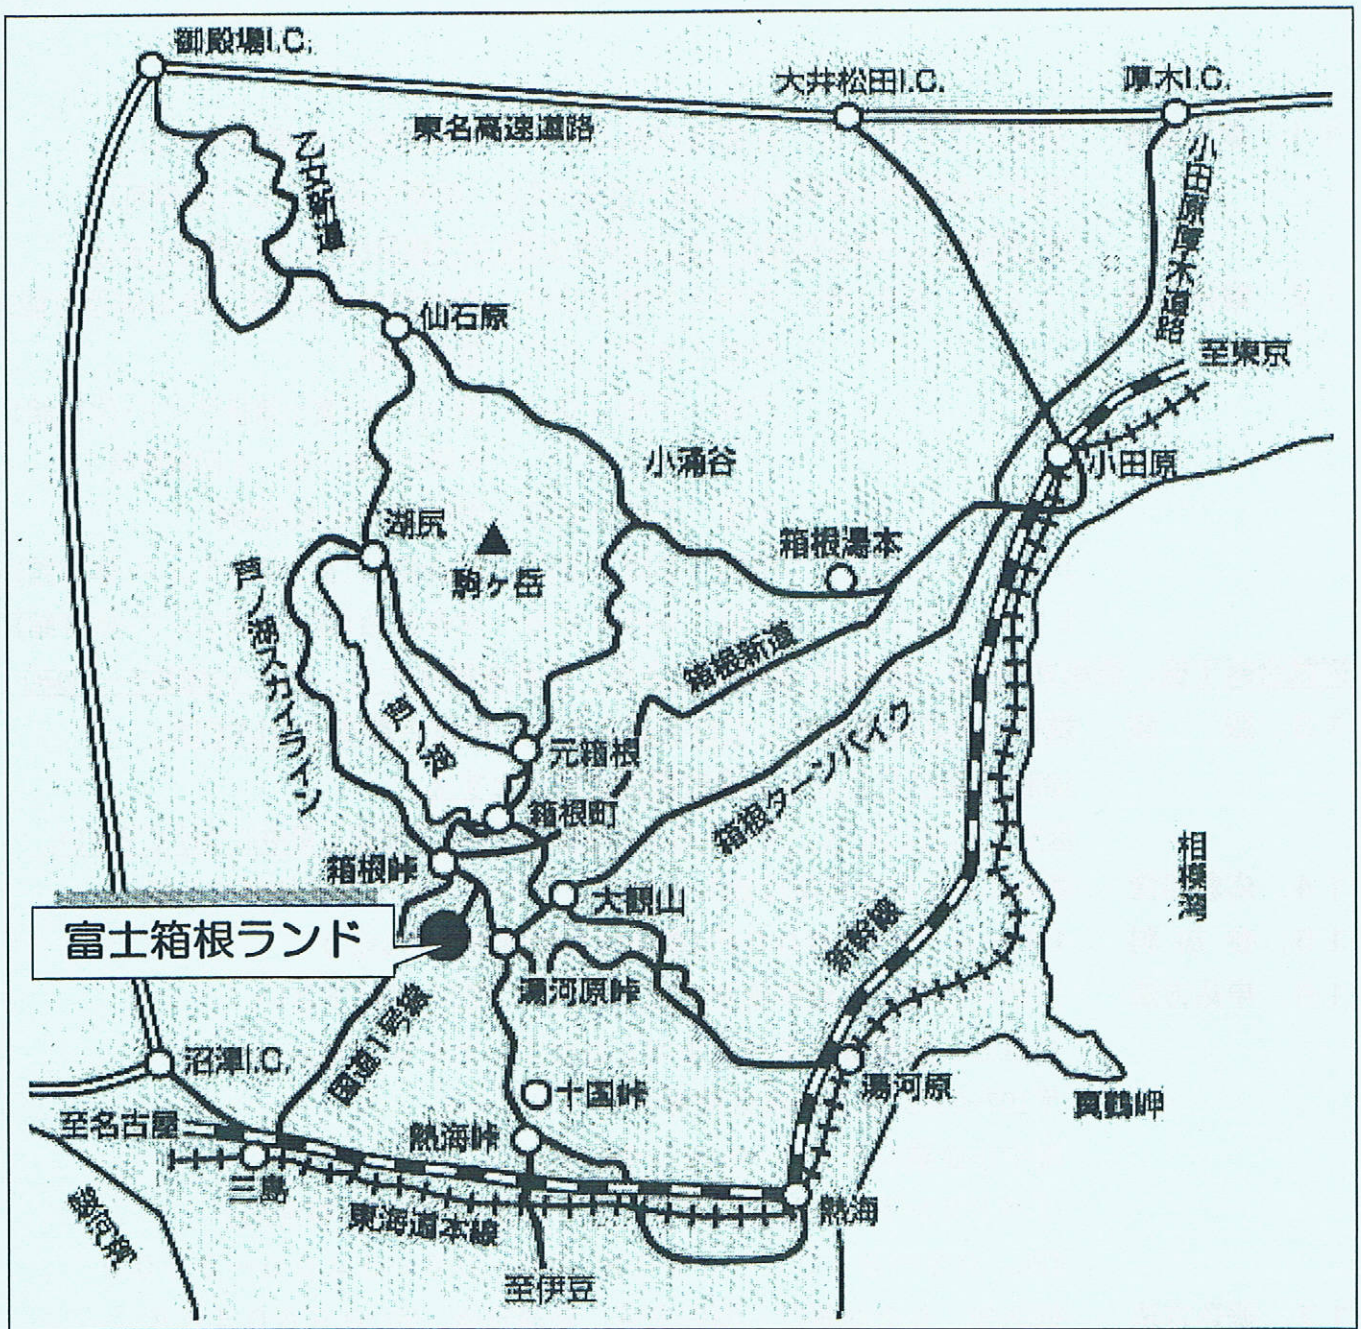 御殿場I.C.
大井松田I.C.
厚木I.C.
東名高速道路
乙女新道
小田原厚木道路
至東京
仙石原
小涌谷
小田原
湖尻
駒ヶ岳
箱根湯本
芦ノ湖スカイライン
芦ノ湖
箱根新道
元箱根
箱根ターンパイク
箱根町
箱根峠
相模湾
大観山
富士箱根ランド
新幹線
湯河原峠
国道1号線
沼津I.C.
十国峠
湯河原
真鶴岬
至名古屋
熱海峠
三島
熱海
駿河湾
東海道本線
至伊豆